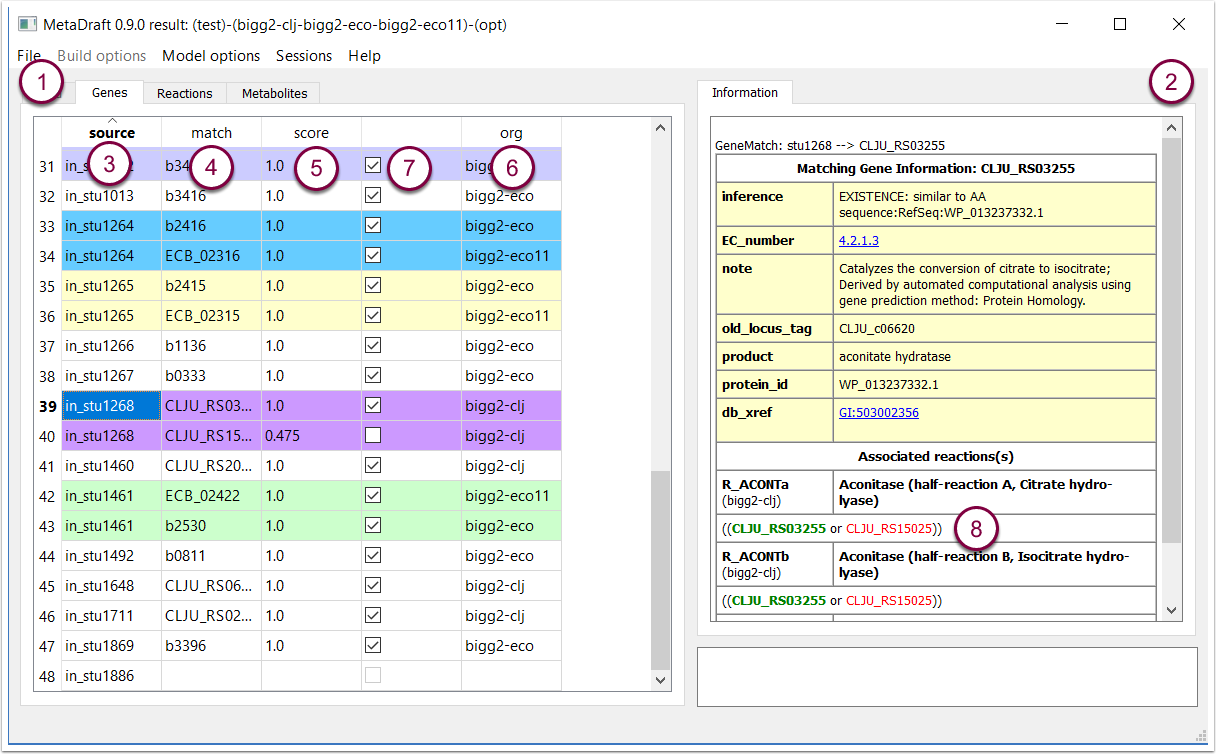 MetaDraft 0.9.0 result: (test)-(bigg2-clj-bigg2-eco-bigg2-eco11)-(opt)
File Build options Model options Sessions Help
1 Genes Reactions Metabolites
source match score org
3 4 5 7 6
31 in_s 2 b34 1.0 bigg
32 in_stu1013 b3416 1.0 bigg2-eco
33 in_stu1264 b2416 1.0 bigg2-eco
34 in_stu1264 ECB_02316 1.0 bigg2-eco11
35 in_stu1265 b2415 1.0 bigg2-eco
36 in_stu1265 ECB_02315 1.0 bigg2-eco11
37 in_stu1266 b1136 1.0 bigg2-eco
38 in_stu1267 b0333 1.0 bigg2-eco
39 in_stu1268 CLJU_RS03... 1.0 bigg2-clj
40 in_stu1268 CLJU_RS15... 0.475 bigg2-clj
41 in_stu1460 CLJU_RS20... 1.0 bigg2-clj
42 in_stu1461 ECB_02422 1.0 bigg2-eco11
43 in_stu1461 b2530 1.0 bigg2-eco
44 in_stu1492 b0811 1.0 bigg2-eco
45 in_stu1648 CLJU_RS06... 1.0 bigg2-clj
46 in_stu1711 CLJU_RS02... 1.0 bigg2-clj
47 in_stu1869 b3396 1.0 bigg2-eco
48 in_stu1886
Information 2
GeneMatch: stu1268 --> CLJU_RS03255
Matching Gene Information: CLJU_RS03255
inference EXISTENCE: similar to AA
sequence:RefSeq:WP_013237332.1
EC_number 4.2.1.3
note Catalyzes the conversion of citrate to isocitrate;
Derived by automated computational analysis using
gene prediction method: Protein Homology.
old_locus_tag CLJU_c06620
product aconitate hydratase
protein_id WP_013237332.1
db_xref GI:503002356
Associated reactions(s)
R_ACONTa Aconitase (half-reaction A, Citrate hydro-
(bigg2-clj) lyase)
((CLJU_RS03255 or CLJU_RS15025)) 8
R_ACONTb Aconitase (half-reaction B, Isocitrate hydro-
(bigg2-clj) lyase)
((CLJU_RS03255 or CLJU_RS15025))